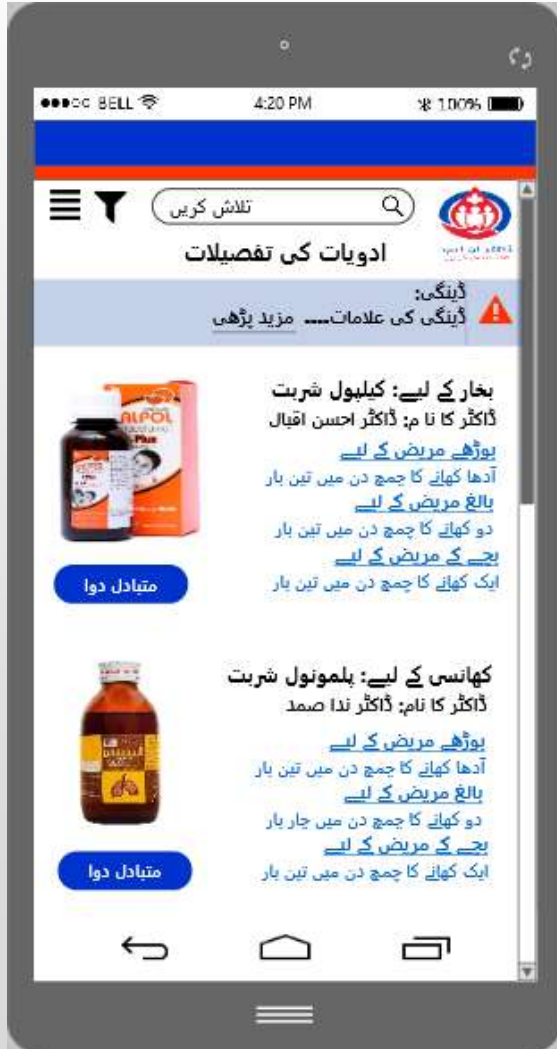 BELL
4:20 PM
100%
تلاش کریں
ادویات کی تفصیلات
ڈینگی:
ڈینگی کی علامات.... مزید پڑھی
بخار کے لیے: کیلپول شربت
ڈاکٹر کا نا م: ڈاکٹر احسن اقبال
بوڑھے مریض کے لیے
آدھا کھانے کا چمچ دن میں تین بار
بالغ مریض کے لیے
دو کھانے کا چمچ دن میں تین بار
بچے کے مریض کے لیے
ایک کھانے کا چمچ دن میں تین بار
ALPOL
Plus
متبادل دوا
کھانسی کے لیے: پلمونول شربت
ڈاکٹر کا نام: ڈاکٹر ندا صمد
بوڑھے مریض کے لیے
آدھا کھانے کا چمچ دن میں تین بار
بالغ مریض کے لیے
دو کھانے کا چمچ دن میں چار بار
بچے کے مریض کے لیے
ایک کھانے کا چمچ دن میں تین بار
متبادل دوا